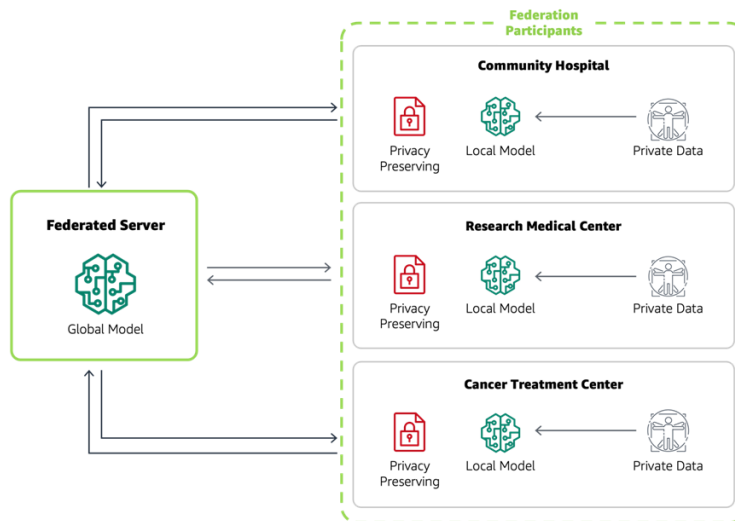 Federation
Participants
Community Hospital
Privacy
Preserving
Local Model
Private Data
Federated Server
Global Model
Research Medical Center
Privacy
Preserving
Local Model
Private Data
Cancer Treatment Center
Privacy
Preserving
Local Model
Private Data